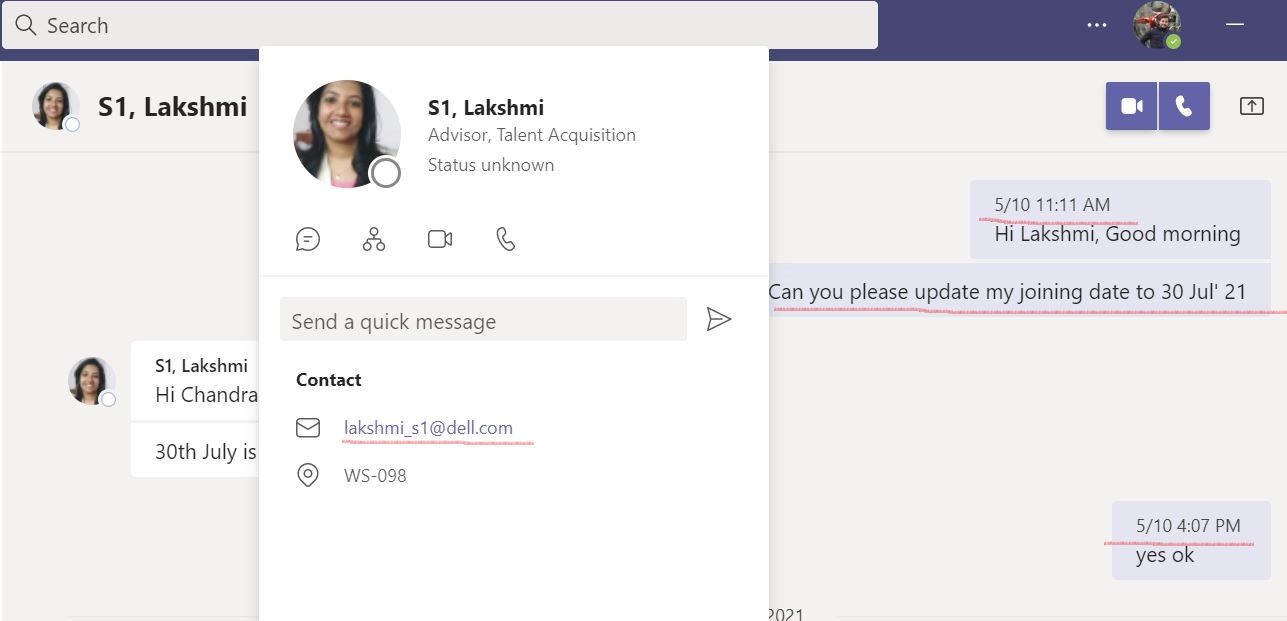 Search
S1, Lakshmi
S1, Lakshmi
Advisor, Talent Acquisition
Status unknown
Send a quick message
Contact
lakshmi_s1@dell.com
WS-098
5/10 11:11 AM
Hi Lakshmi, Good morning
Can you please update my joining date to 30 Jul' 21
S1, Lakshmi
Hi Chandra
30th July is
5/10 4:07 PM
yes ok
2021